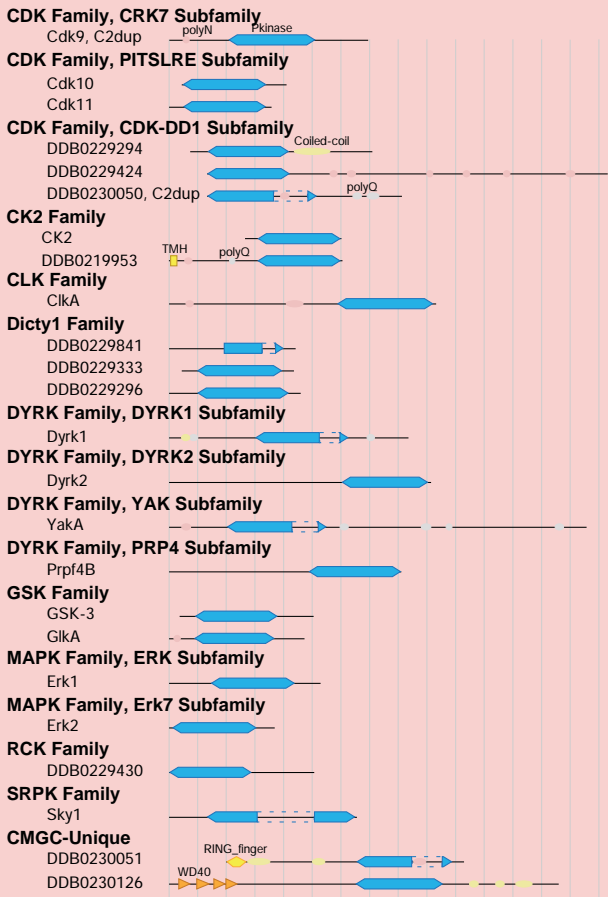 CDK Family, CRK7 Subfamily
polyN Pkinase
Cdk9, C2dup
CDK Family, PITSLRE Subfamily
Cdk10
Cdk11
CDK Family, CDK-DD1 Subfamily
Coiled-coil
DDB0229294
DDB0229424
DDB0230050, C2dup polyQ
CK2 Family
CK2
TMH polyQ
DDB0219953
CLK Family
ClkA
Dicty1 Family
DDB0229841
DDB0229333
DDB0229296
DYRK Family, DYRK1 Subfamily
Dyrk1
DYRK Family, DYRK2 Subfamily
Dyrk2
DYRK Family, YAK Subfamily
YakA
DYRK Family, PRP4 Subfamily
Prpf4B
GSK Family
GSK-3
GlkA
MAPK Family, ERK Subfamily
Erk1
MAPK Family, Erk7 Subfamily
Erk2
RCK Family
DDB0229430
SRPK Family
Sky1
CMGC-Unique
RING_finger
DDB0230051
WD40
DDB0230126